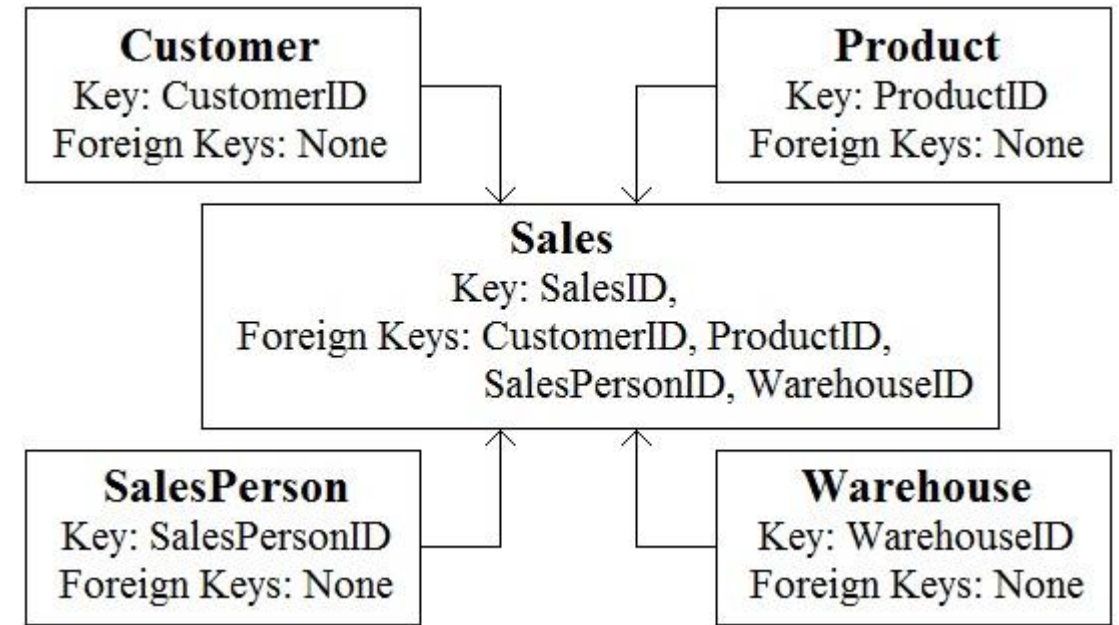 Customer
Key: CustomerID
Foreign Keys: None
Product
Key: ProductID
Foreign Keys: None
Sales
Key: SalesID,
Foreign Keys: CustomerID, ProductID,
SalesPersonID, WarehouseID
SalesPerson
Key: SalesPersonID
Foreign Keys: None
Warehouse
Key: WarehouseID
Foreign Keys: None